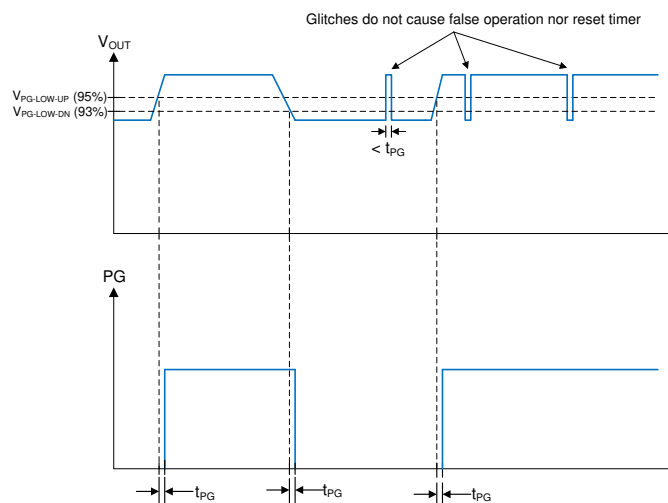 Glitches do not cause false operation nor reset timer
VOUT
VPG-LOW-UP (95%)
VPG-LOW-DN (93%)
< tPG
PG
tPG
tPG
tPG